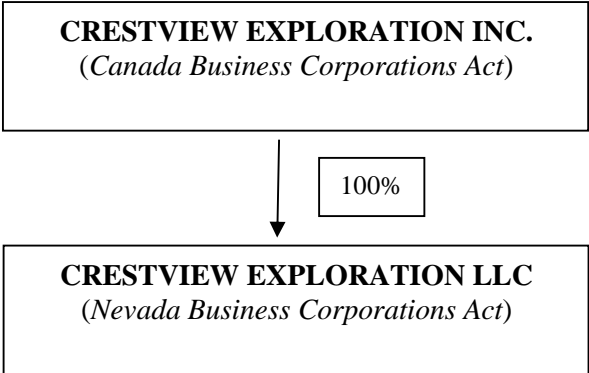 CRESTVIEW EXPLORATION INC.
(Canada Business Corporations Act)
100%
CRESTVIEW EXPLORATION LLC
(Nevada Business Corporations Act)